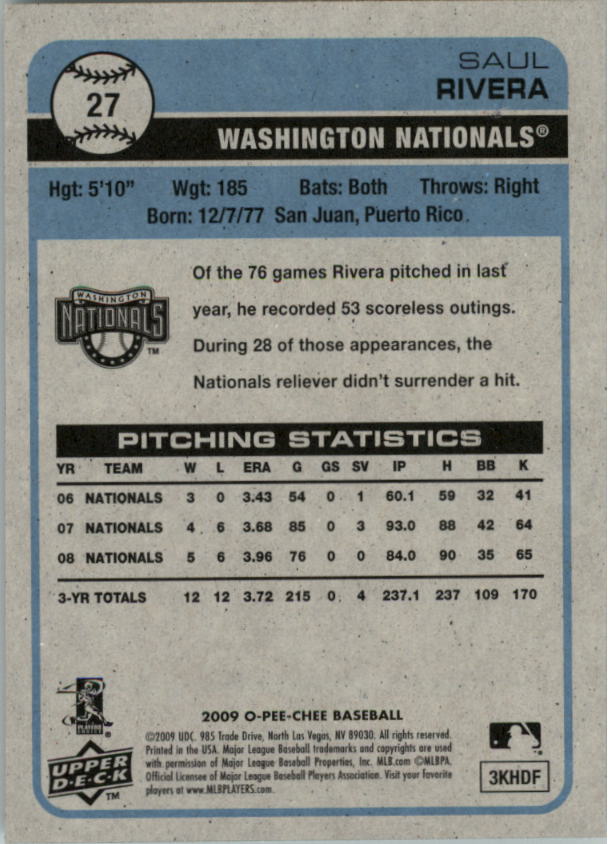 27
SAUL
RIVERA
WASHINGTON NATIONALS®
Hgt: 5'10" Wgt: 185 Bats: Both Throws: Right
Born: 12/7/77 San Juan, Puerto Rico
Of the 76 games Rivera pitched in last
year, he recorded 53 scoreless outings.
During 28 of those appearances, the
Nationals reliever didn't surrender a hit.
WASHINGTON
NATIONALS
TM
PITCHING STATISTICS
YR TEAM W L ERA G GS SV IP H BB K
06 NATIONALS 3 0 3.43 54 0 1 60.1 59 32 41
07 NATIONALS 4 6 3.68 85 0 3 93.0 88 42 64
08 NATIONALS 5 6 3.96 76 0 0 84.0 90 35 65
3-YR TOTALS 12 12 3.72 215 0 4 237.1 237 109 170
PLAYERS
®
2009 O-PEE-CHEE BASEBALL
©2009 UDC. 985 Trade Drive, North Las Vegas, NV 89030. All rights reserved.
Printed in the USA. Major League Baseball trademarks and copyrights are used
with permission of Major League Baseball Properties, Inc. MLB.com ©MLBPA.
Official Licensee of Major League Baseball Players Association. Visit your favorite
players at www.MLBPLAYERS.com.
UPPER
D•E•C•K
TM
3KHDF